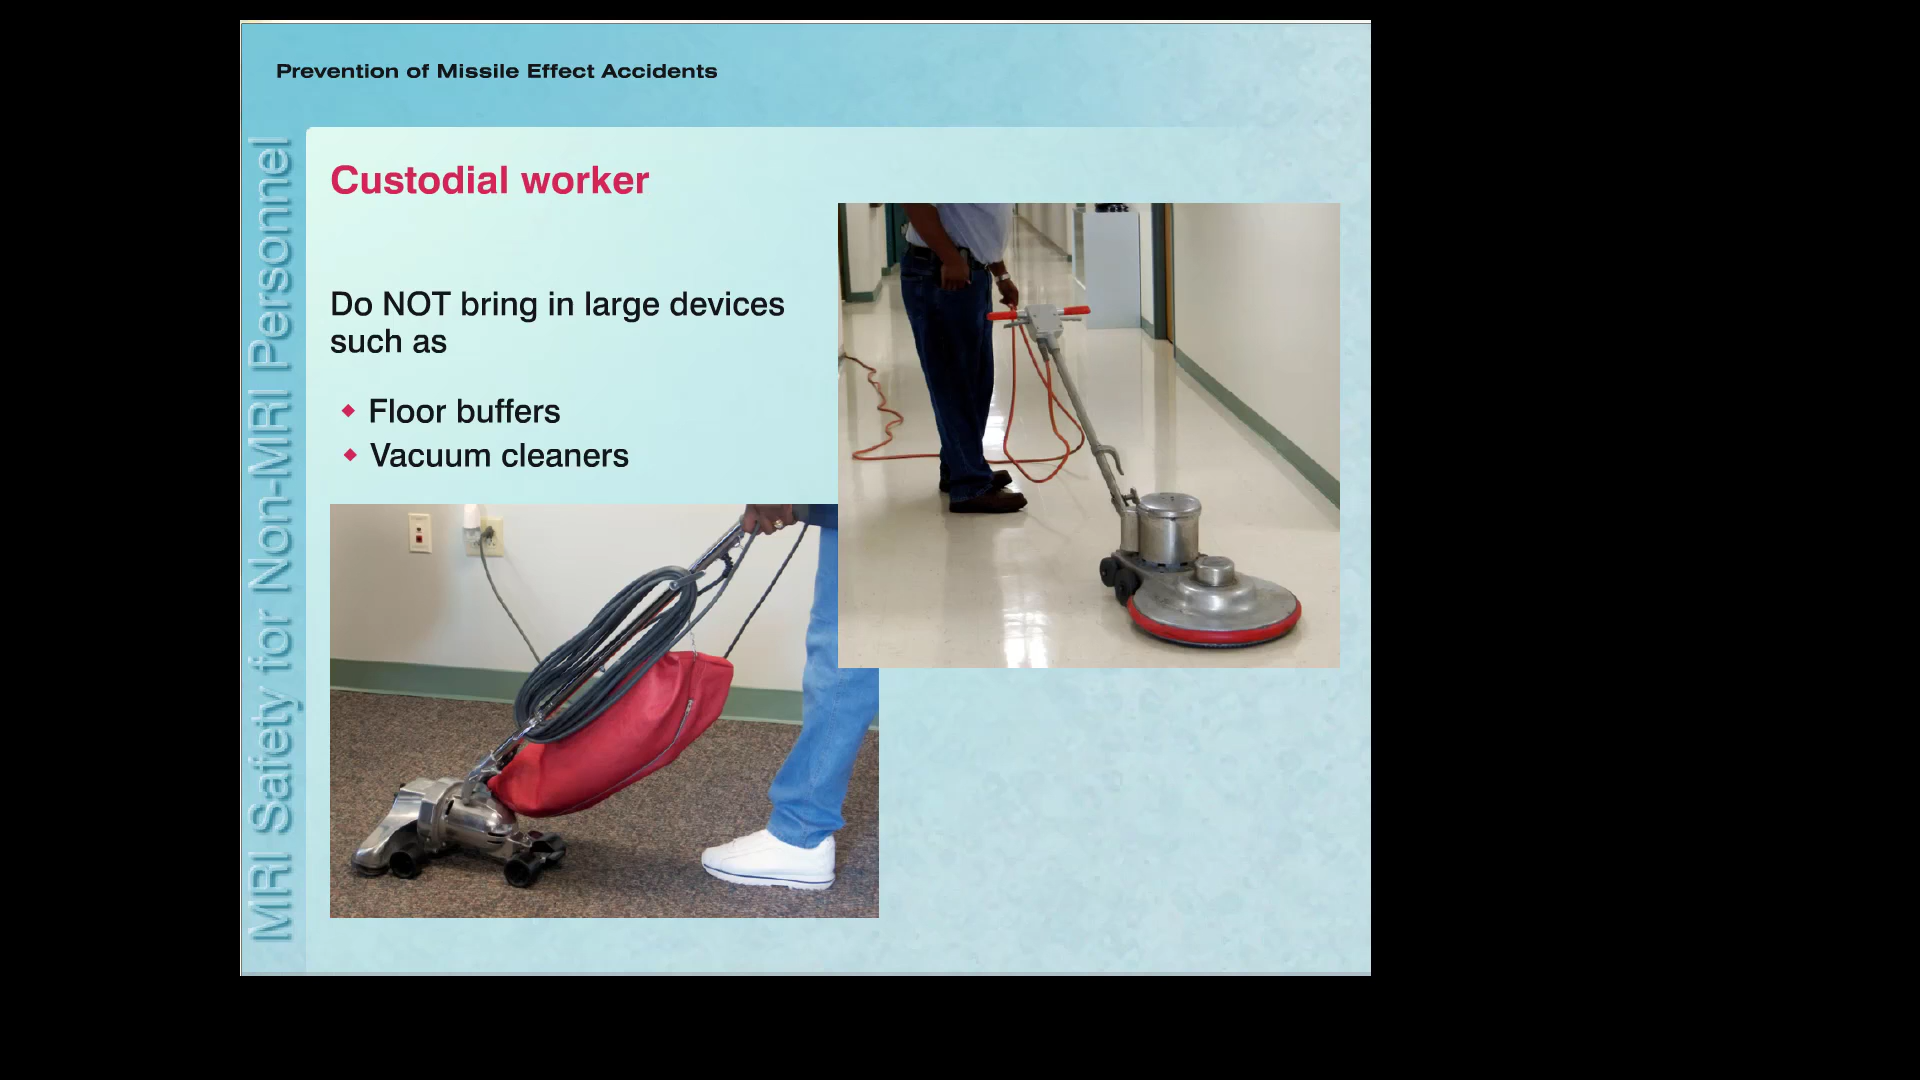 Prevention of Missile Effect Accidents
MRI Safety for Non-MRI Personnel
Custodial worker
Do NOT bring in large devices
such as
◆ Floor buffers
◆ Vacuum cleaners